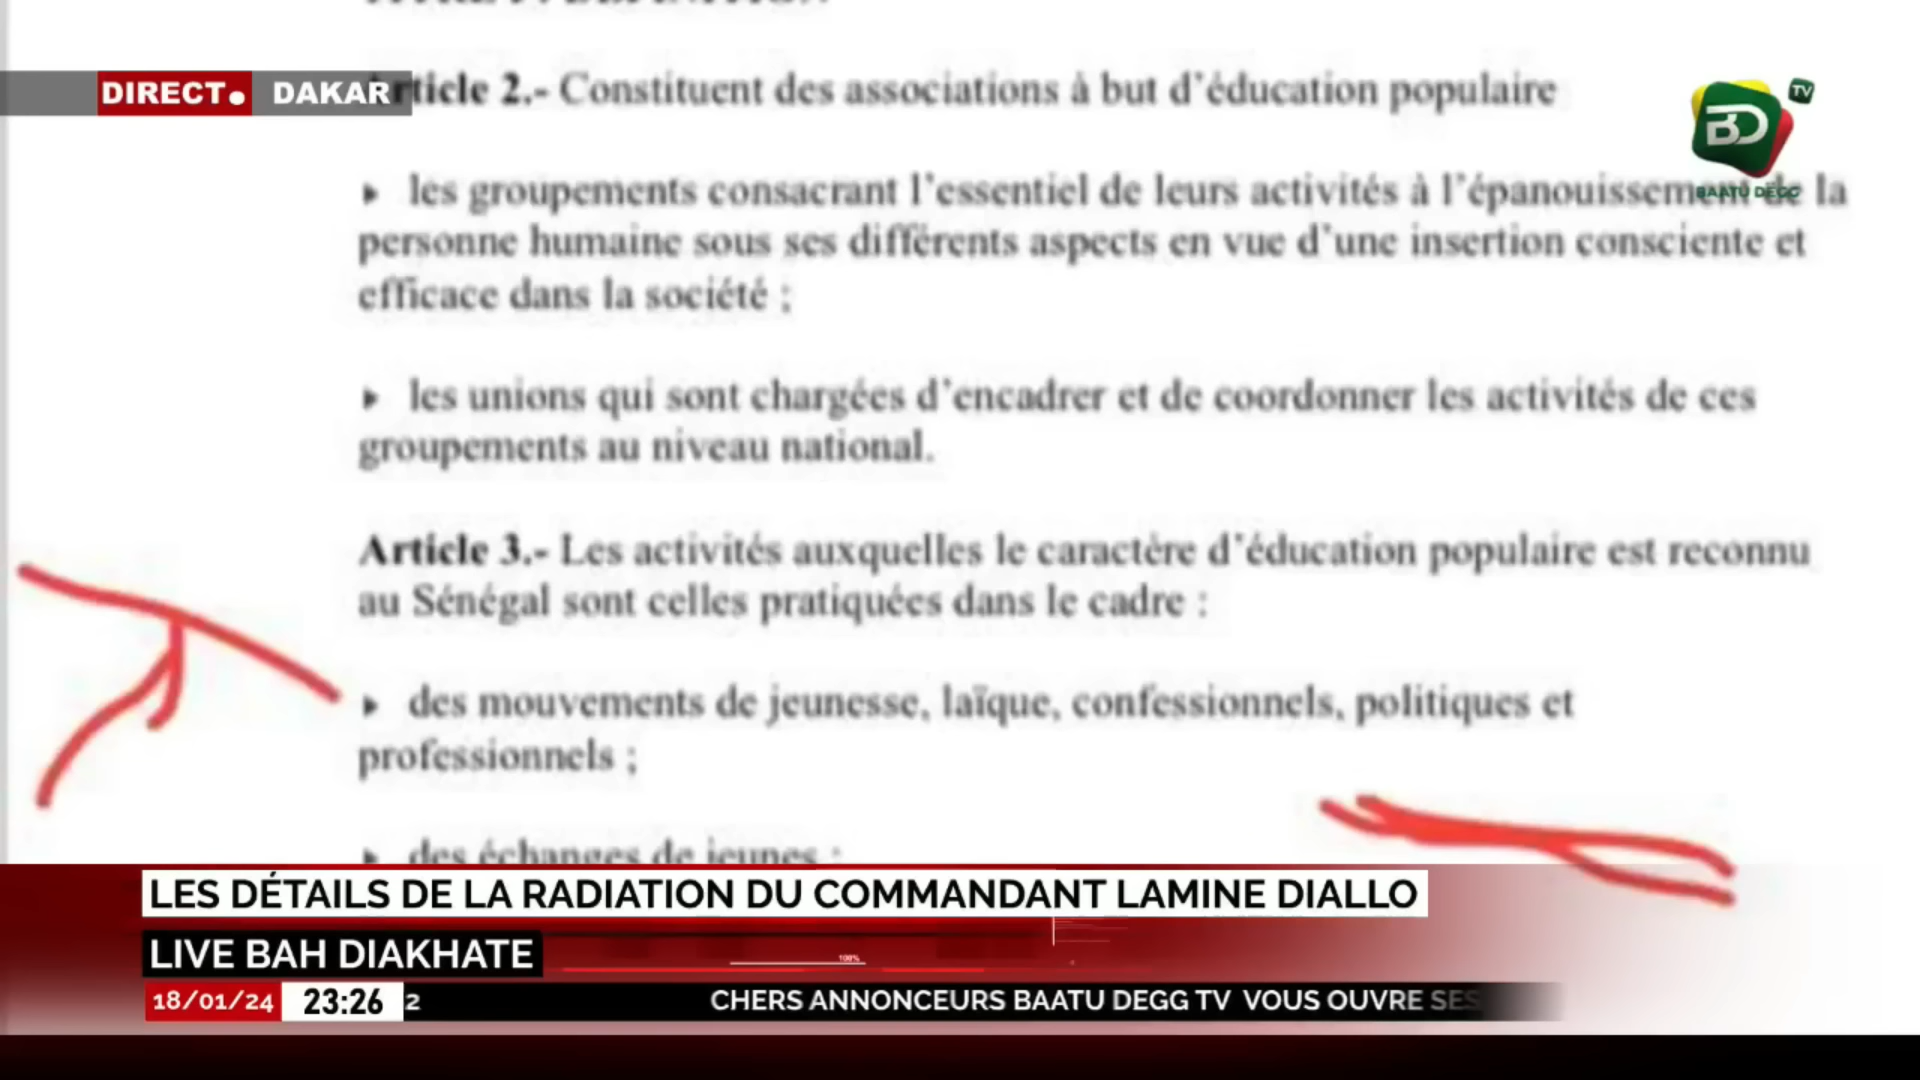 DIRECT. DAKAR
rticle 2.- Constituent des associations à but d'éducation populaire
TV
BD
BAATU DEGG
▸ les groupements consacrant l'essentiel de leurs activités à l'épanouissement de la
personne humaine sous ses différents aspects en vue d'une insertion consciente et
efficace dans la société ;
▸ les unions qui sont chargées d'encadrer et de coordonner les activités de ces
groupements au niveau national.
Article 3.- Les activités auxquelles le caractère d'éducation populaire est reconnu
au Sénégal sont celles pratiquées dans le cadre :
▸ des mouvements de jeunesse, laïque, confessionnels, politiques et
professionnels ;
▸ des échanges de jeunes ;
LES DÉTAILS DE LA RADIATION DU COMMANDANT LAMINE DIALLO
LIVE BAH DIAKHATE
100%
18/01/24 23:26 2 CHERS ANNONCEURS BAATU DEGG TV VOUS OUVRE SES